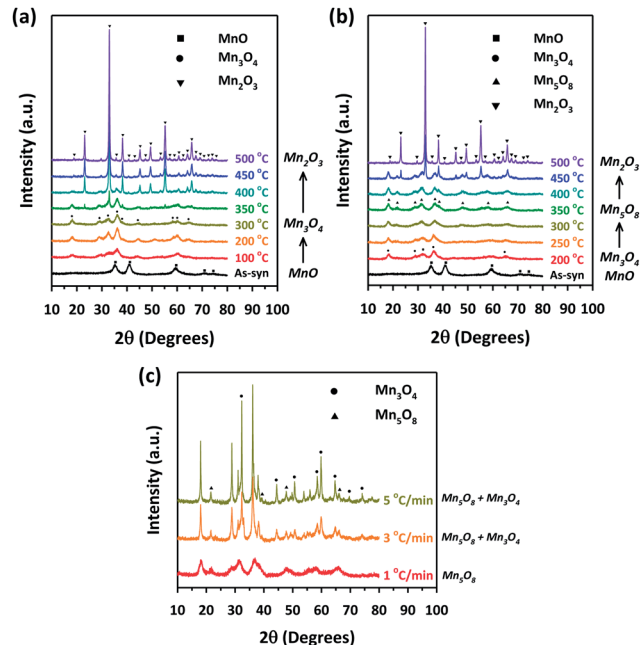 (a)
MnO
Mn3O4
Mn2O3
Intensity (a.u.)
500 °C
450 °C
400 °C
350 °C
300 °C
200 °C
100 °C
As-syn
Mn2O3
Mn3O4
MnO
10 20 30 40 50 60 70 80 90 100
2θ (Degrees)
(b)
MnO
Mn3O4
Mn5O8
Mn2O3
Intensity (a.u.)
500 °C
450 °C
400 °C
350 °C
300 °C
250 °C
200 °C
As-syn
Mn2O3
Mn5O8
Mn3O4
MnO
10 20 30 40 50 60 70 80 90 100
2θ (Degrees)
(c)
Mn3O4
Mn5O8
Intensity (a.u.)
5 °C/min
Mn5O8 + Mn3O4
3 °C/min
Mn5O8 + Mn3O4
1 °C/min
Mn5O8
10 20 30 40 50 60 70 80 90 100
2θ (Degrees)